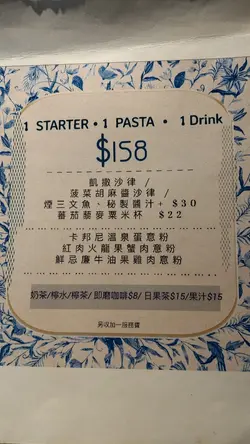 1 STARTER • 1 PASTA • 1 Drink
$158
凱撒沙律 /
菠菜胡麻醬沙律 /
煙三文魚、秘製醬汁 + $30
蕃茄藜麥粟米杯 $22
卡邦尼溫泉蛋意粉
紅肉火龍果蟹肉意粉
鮮忌廉牛油果雞肉意粉
奶茶/檸水/檸茶/ 即磨咖啡$8/ 日果茶$15/果汁$15
另收加一服務費